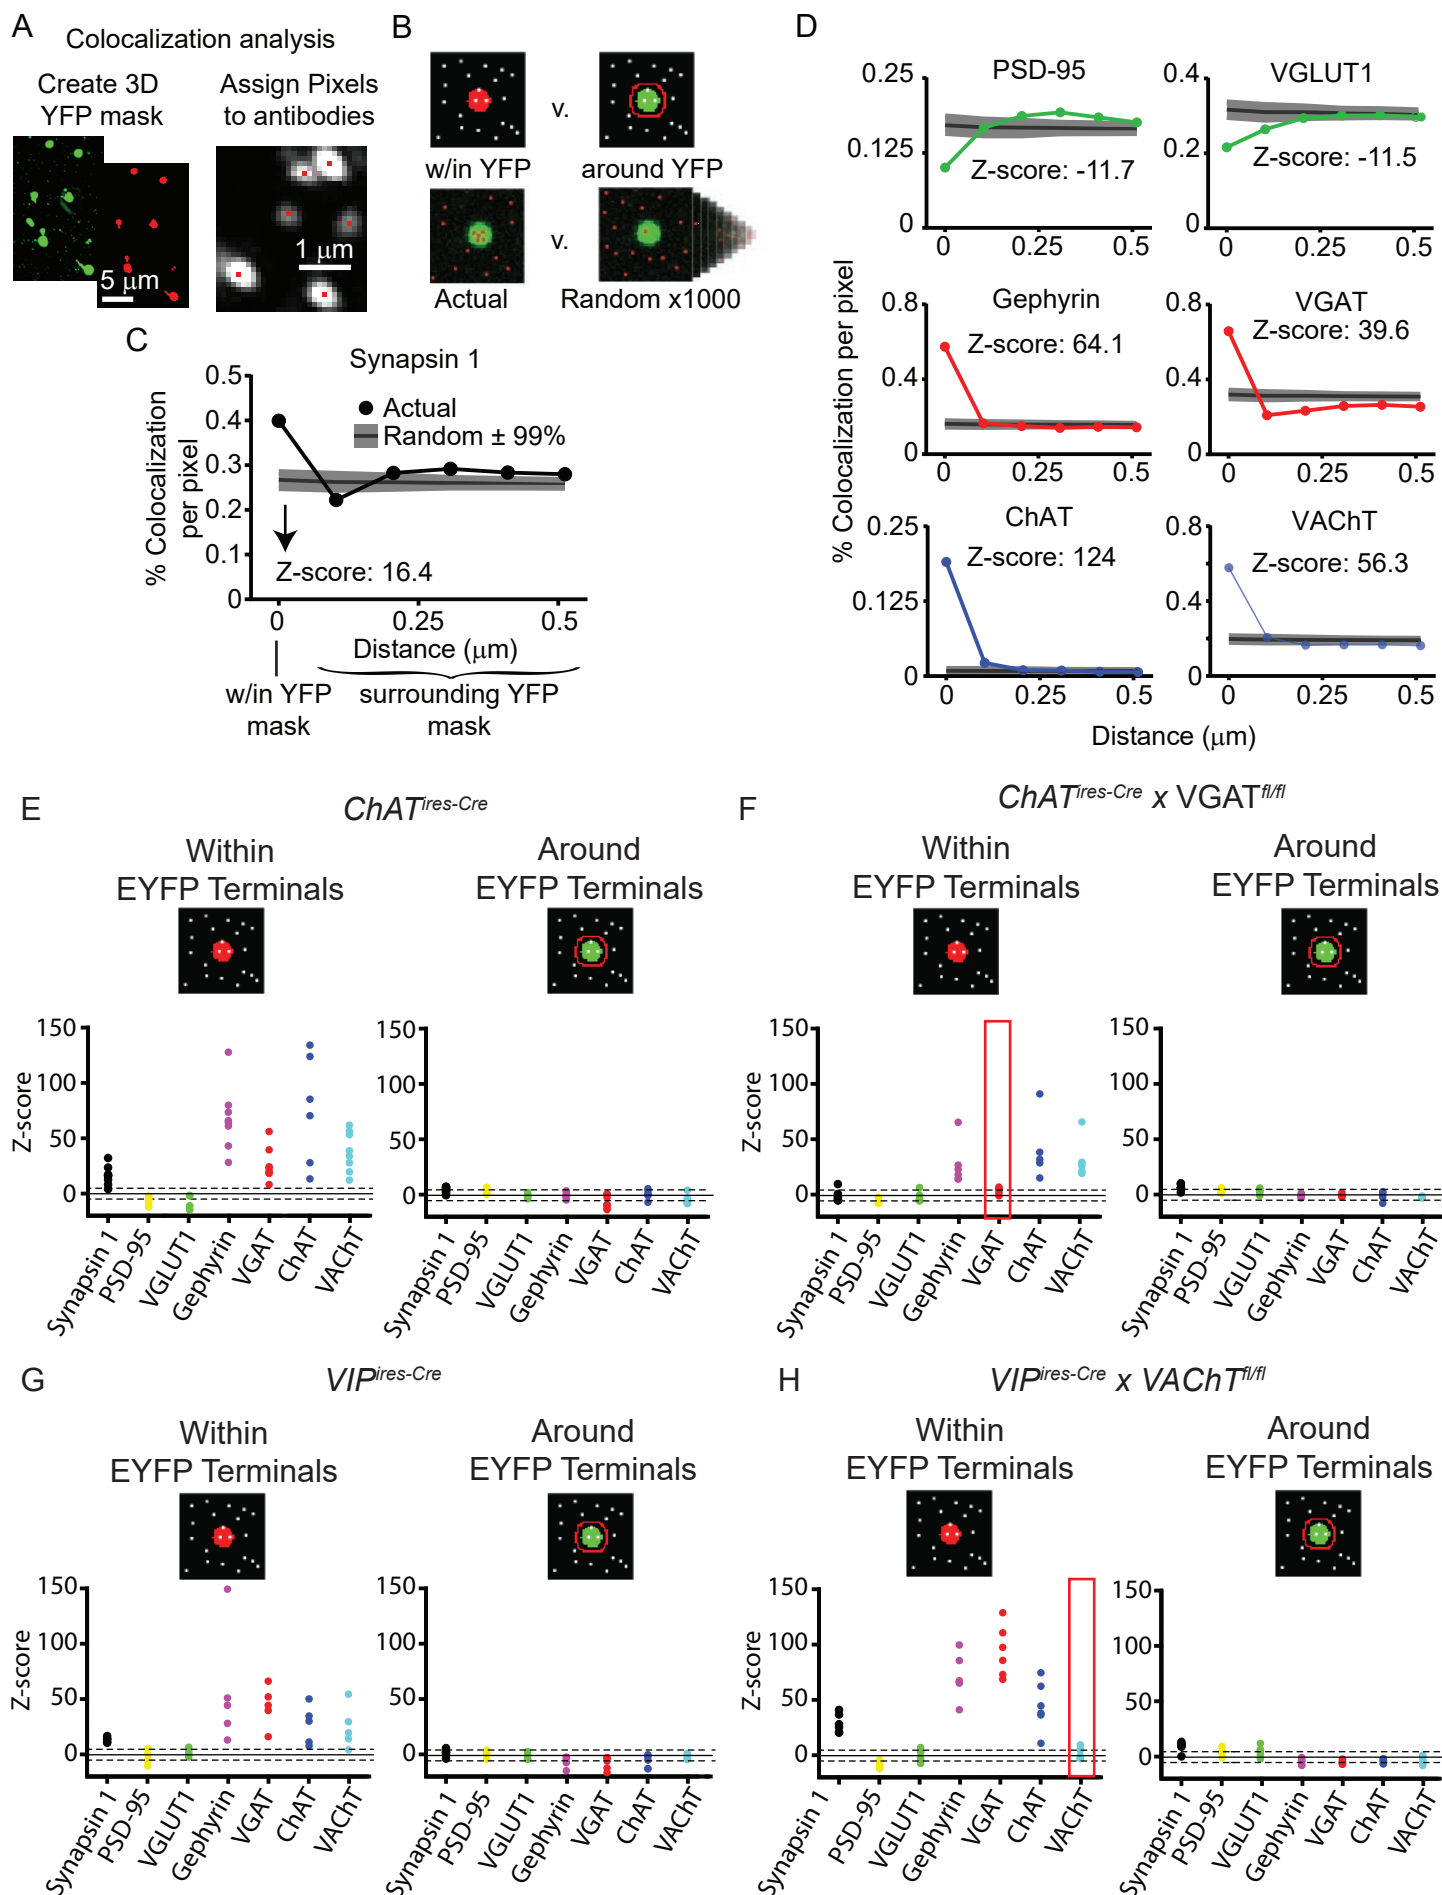 A
Colocalization analysis
Create 3D
YFP mask
Assign Pixels
to antibodies
5 μm
1 μm
B
v.
w/in YFP
around YFP
v.
Actual
Random x1000
C
Synapsin 1
% Colocalization
per pixel
0.5
0.4
0.3
0.2
0.1
0
Actual
Random ± 99%
Z-score: 16.4
0
0.25
0.5
Distance (μm)
w/in YFP
mask
surrounding YFP
mask
D
% Colocalization per pixel
PSD-95
0.25
0.125
0
Z-score: -11.7
0
0.25
0.5
VGLUT1
0.4
0.2
0
Z-score: -11.5
0
0.25
0.5
Gephyrin
0.8
0.4
0
Z-score: 64.1
0
0.25
0.5
VGAT
0.8
0.4
0
Z-score: 39.6
0
0.25
0.5
ChAT
0.25
0.125
0
Z-score: 124
0
0.25
0.5
VAChT
0.8
0.4
0
Z-score: 56.3
0
0.25
0.5
Distance (μm)
E
ChAT^ires-Cre
Within
EYFP Terminals
Z-score
150
100
50
0
Synapsin 1
PSD-95
VGLUT1
Gephyrin
VGAT
ChAT
VAChT
Around
EYFP Terminals
150
100
50
0
Synapsin 1
PSD-95
VGLUT1
Gephyrin
VGAT
ChAT
VAChT
F
ChAT^ires-Cre x VGAT^fl/fl
Within
EYFP Terminals
Z-score
150
100
50
0
Synapsin 1
PSD-95
VGLUT1
Gephyrin
VGAT
ChAT
VAChT
Around
EYFP Terminals
150
100
50
0
Synapsin 1
PSD-95
VGLUT1
Gephyrin
VGAT
ChAT
VAChT
G
VIP^ires-Cre
Within
EYFP Terminals
Z-score
150
100
50
0
Synapsin 1
PSD-95
VGLUT1
Gephyrin
VGAT
ChAT
VAChT
Around
EYFP Terminals
150
100
50
0
Synapsin 1
PSD-95
VGLUT1
Gephyrin
VGAT
ChAT
VAChT
H
VIP^ires-Cre x VAChT^fl/fl
Within
EYFP Terminals
Z-score
150
100
50
0
Synapsin 1
PSD-95
VGLUT1
Gephyrin
VGAT
ChAT
VAChT
Around
EYFP Terminals
150
100
50
0
Synapsin 1
PSD-95
VGLUT1
Gephyrin
VGAT
ChAT
VAChT